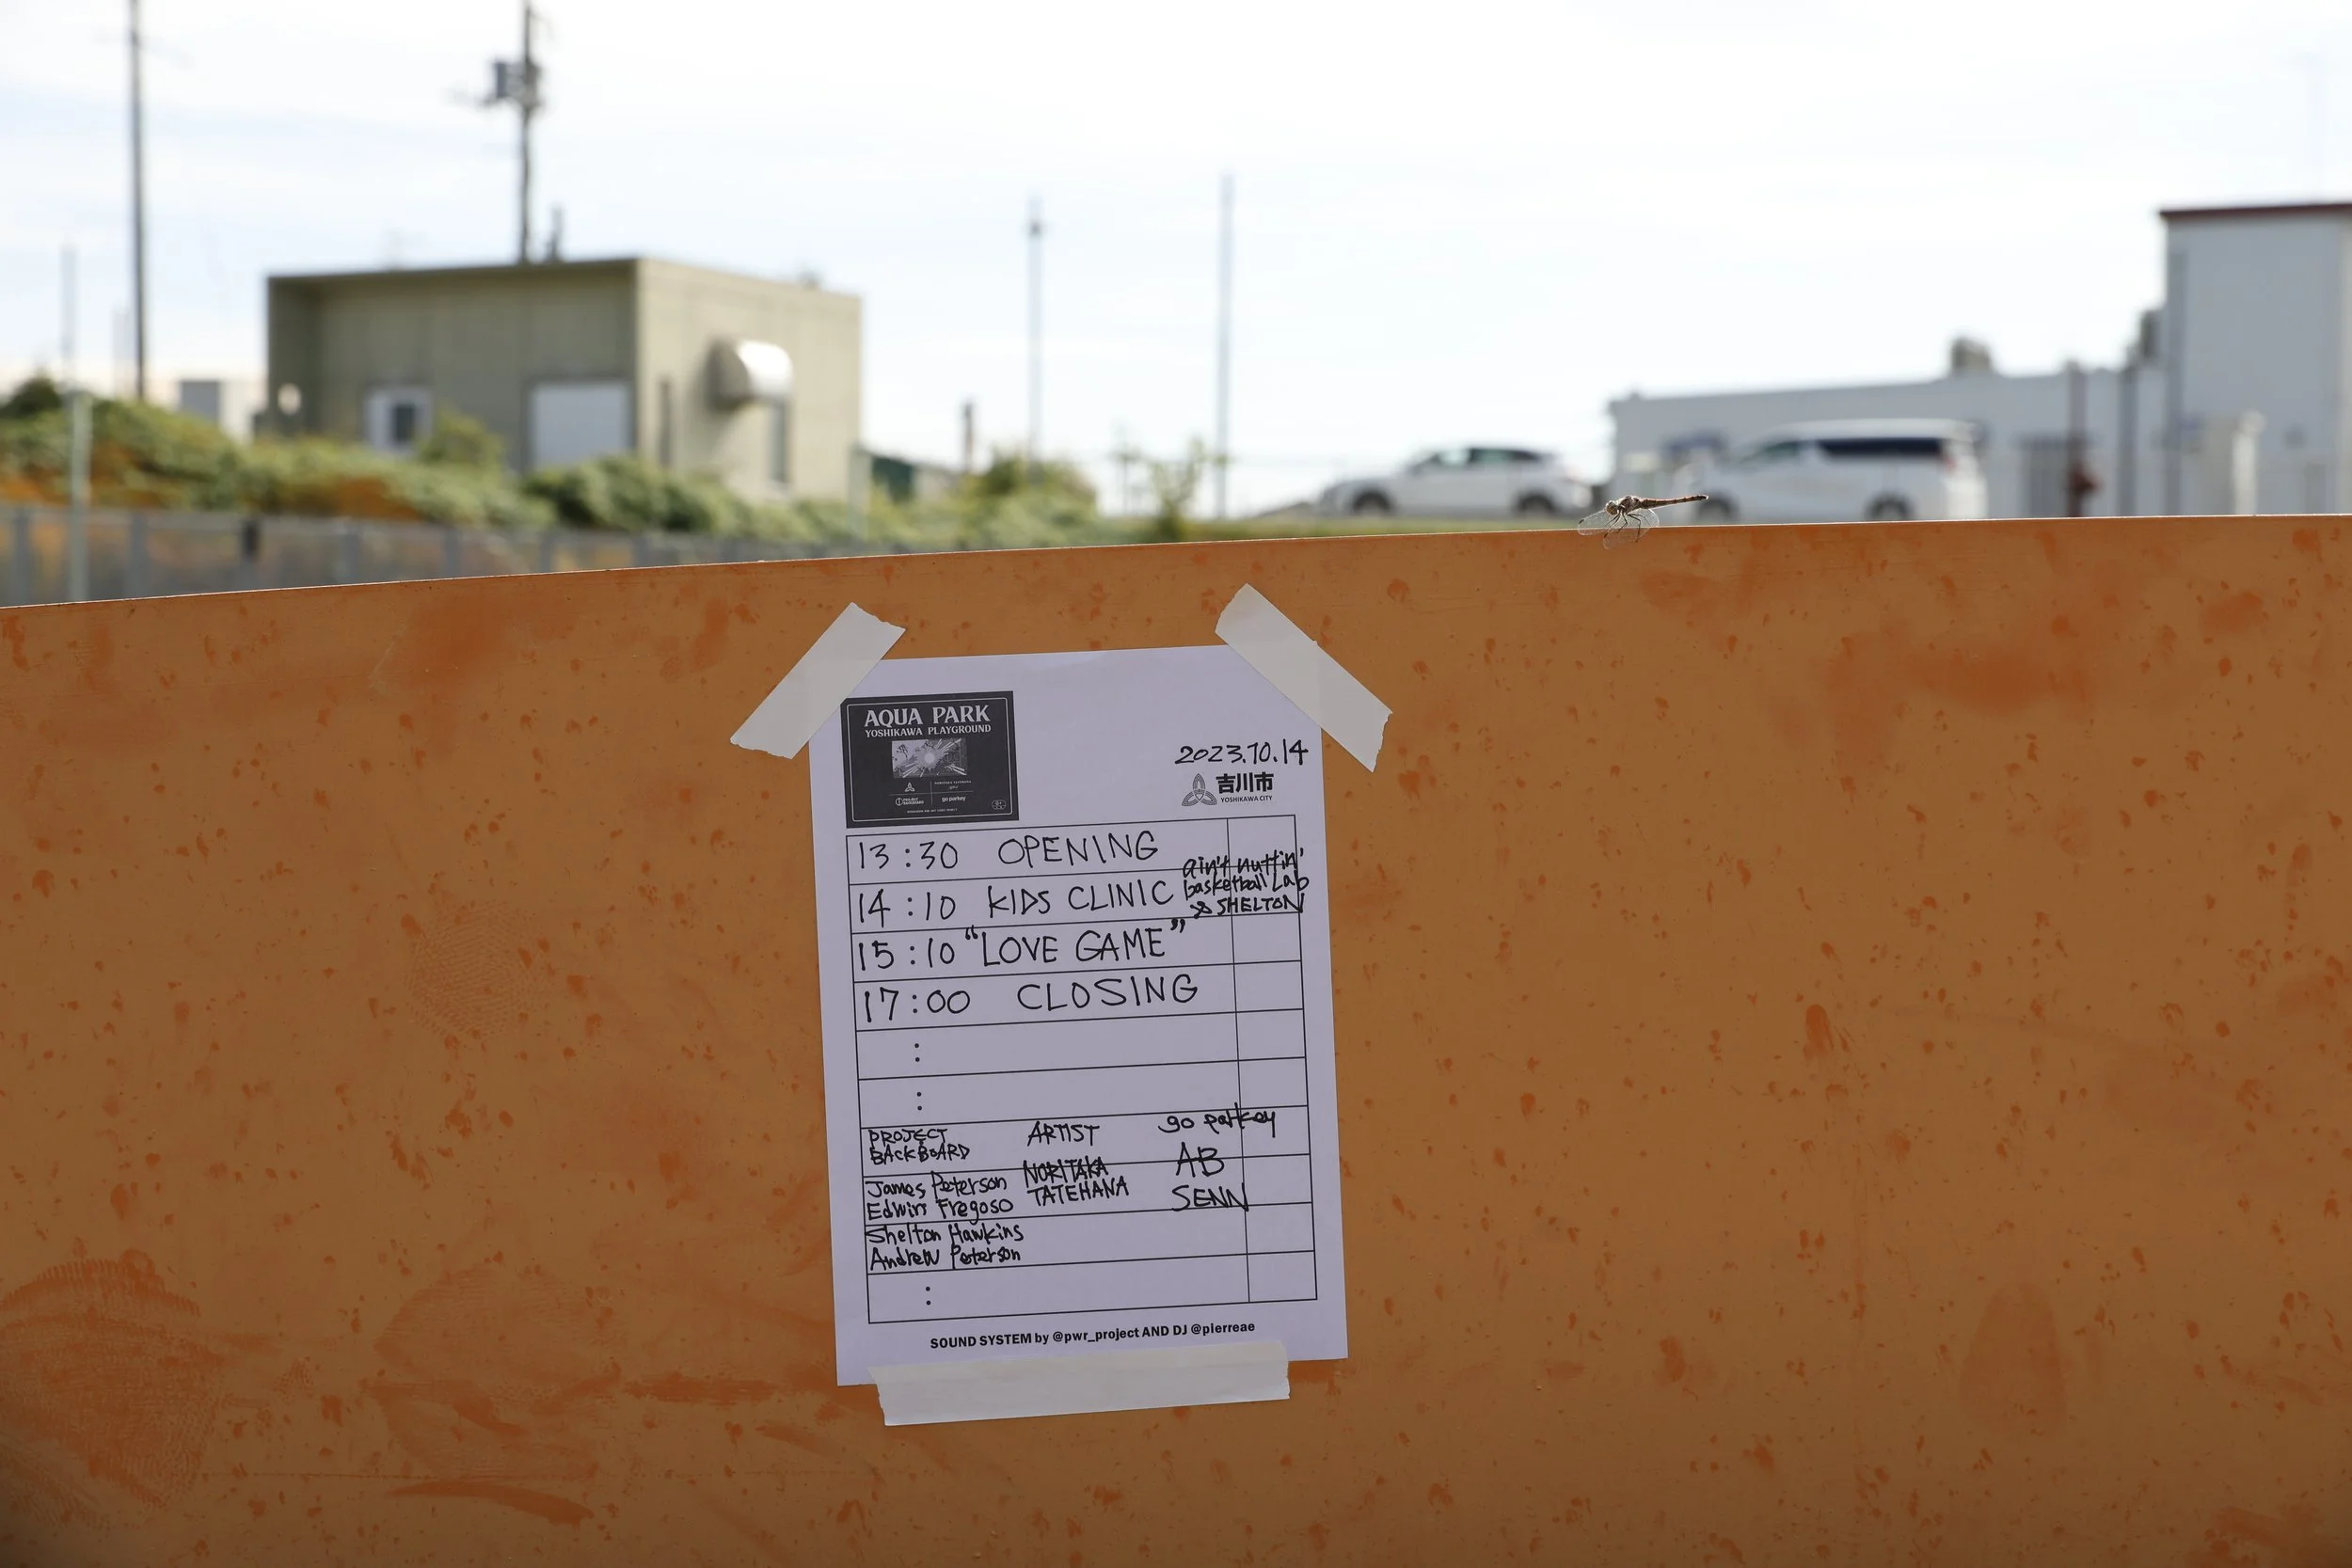 AQUA PARK
YOSHIKAWA PLAYGROUND
go parkey
2023.10.14
吉川市
YOSHIKAWA CITY
13:30 OPENING
14:10 KIDS CLINIC ain't nuttin' basketball Lab & SHELTON
15:10 “LOVE GAME”
17:00 CLOSING
:
:
PROJECT BACKBOARD
James Peterson
Edwin Fregoso
Shelton Hawkins
Andrew Peterson
ARTIST
NORITAKA
TATEHANA
go parkey
AB
SENN
:
SOUND SYSTEM by @pwr_project AND DJ @pierreae